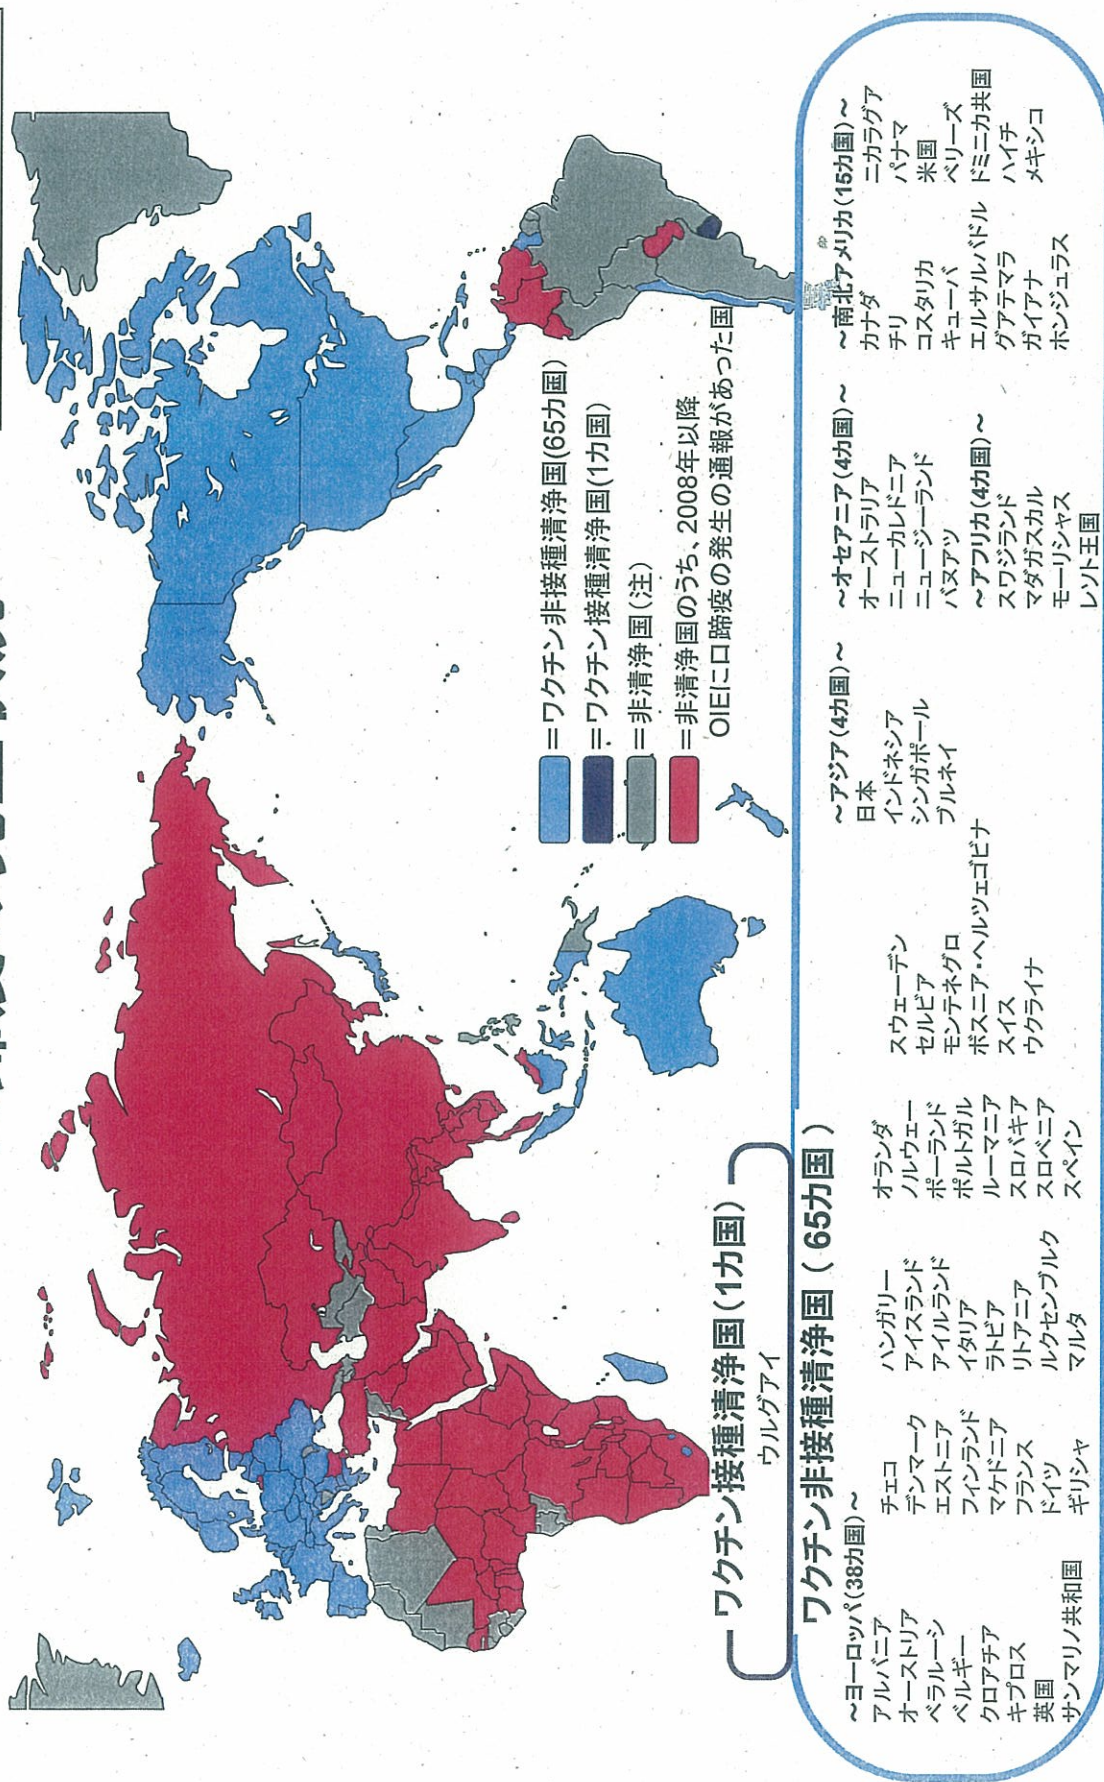 =ワクチン非接種清浄国(65カ国)
=ワクチン接種清浄国(1カ国)
=非清浄国(注)
=非清浄国のうち、2008年以降
OIEに口蹄疫の発生の通報があった国
ワクチン接種清浄国(1カ国)
ウルグアイ
ワクチン非接種清浄国(65カ国)
~ヨーロッパ(38カ国)~
アルバニア
オーストリア
ベラルーシ
ベルギー
クロアチア
キプロス
英国
サンマリノ共和国
チェコ
デンマーク
エストニア
フィンランド
マケドニア
フランス
ドイツ
ギリシャ
ハンガリー
アイスランド
アイルランド
イタリア
ラトビア
リトアニア
ルクセンブルク
マルタ
オランダ
ノルウェー
ポーランド
ポルトガル
ルーマニア
スロバキア
スロベニア
スペイン
スウェーデン
セルビア
モンテネグロ
ボスニア・ヘルツェゴビナ
スイス
ウクライナ
~アジア(4カ国)~
日本
インドネシア
シンガポール
ブルネイ
~オセアニア(4カ国)~
オーストラリア
ニューカレドニア
ニュージーランド
バヌアツ
~アフリカ(4カ国)~
スワジランド
マダガスカル
モーリシャス
レソト王国
~南北アメリカ(15カ国)~
カナダ
チリ
コスタリカ
キューバ
エルサルバドル
グアテマラ
ガイアナ
ホンジュラス
ニカラグア
パナマ
米国
ベリーズ
ドミニカ共国
ハイチ
メキシコ